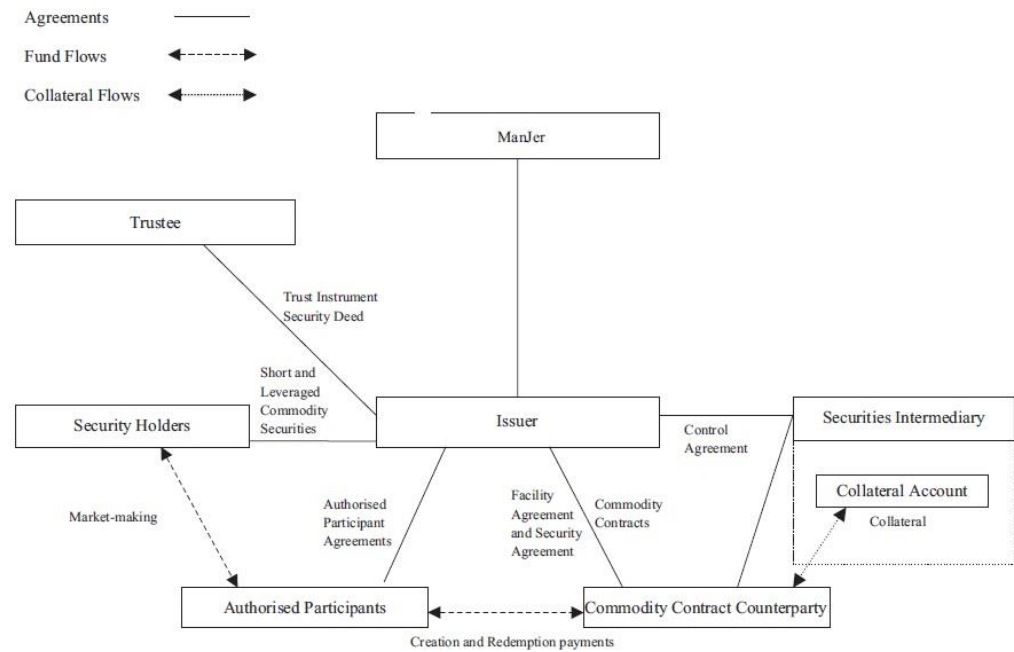 Agreements
Fund Flows
Collateral Flows
ManJer
Trustee
Trust Instrument
Security Deed
Short and
Leveraged
Commodity
Securities
Security Holders
Issuer
Control
Agreement
Securities Intermediary
Collateral Account
Collateral
Market-making
Authorised
Participant
Agreements
Facility
Agreement
and Security
Agreement
Commodity
Contracts
Authorised Participants
Commodity Contract Counterparty
Creation and Redemption payments